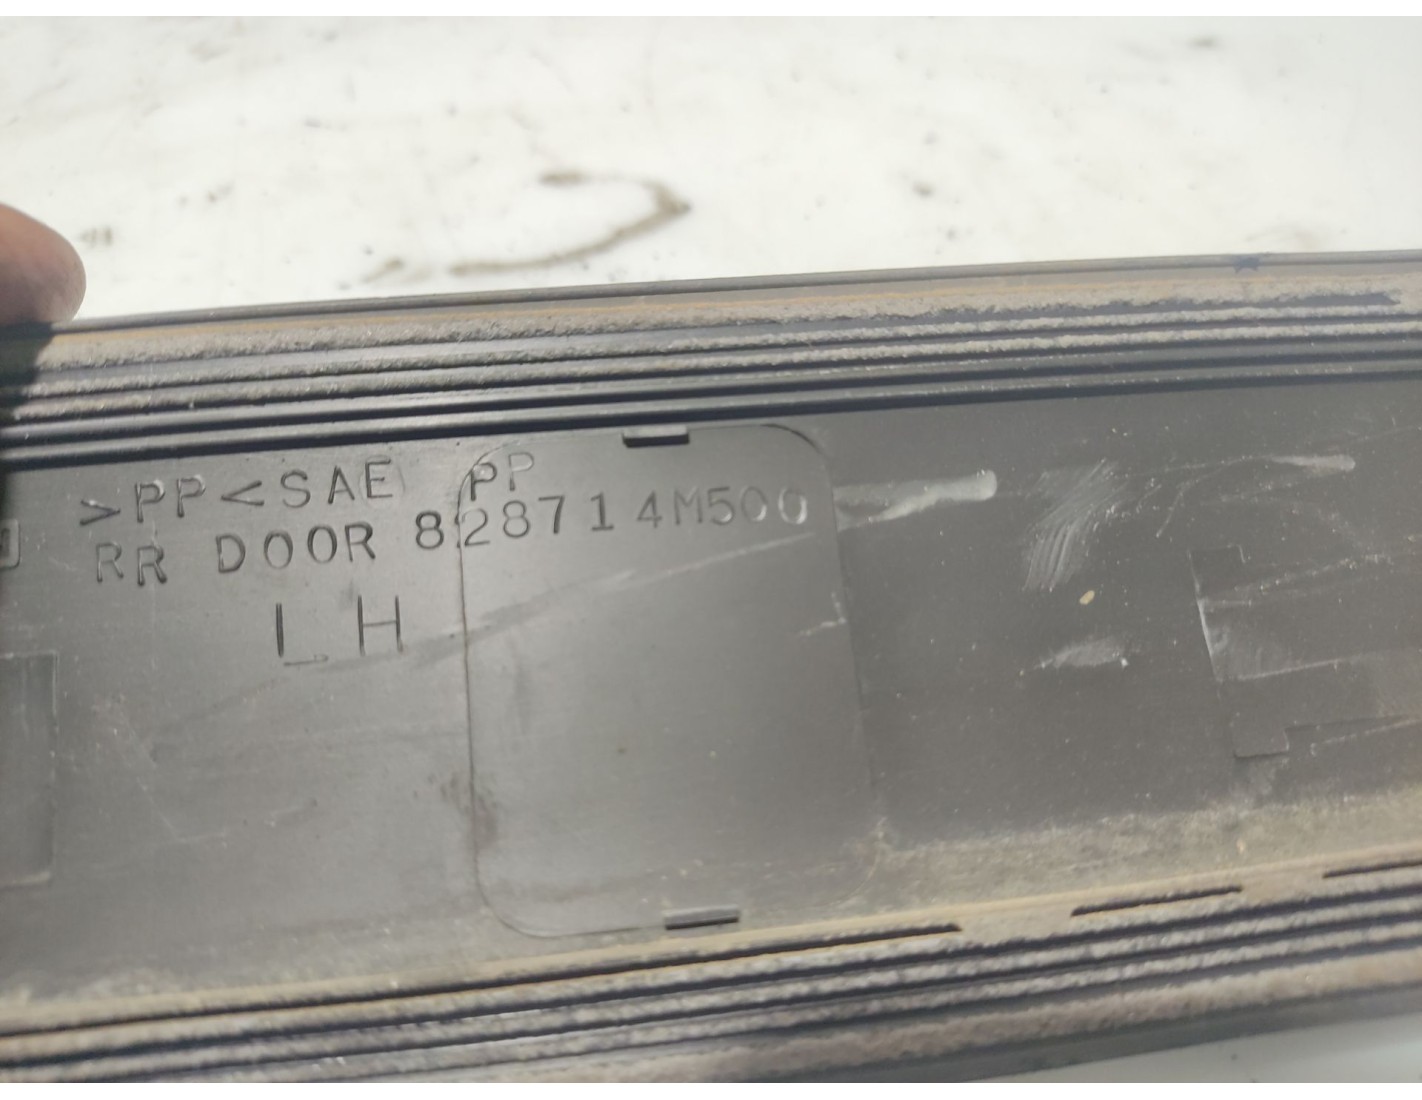 >PP<SAE PP
RR DOOR 828714M500
LH